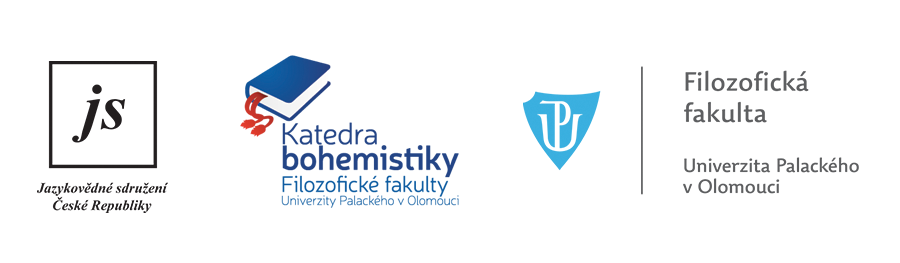 js
Jazykovědné sdružení
České Republiky
Katedra
bohemistiky
Filozofické fakulty
Univerzity Palackého v Olomouci
UP
Filozofická
fakulta
Univerzita Palackého
v Olomouci